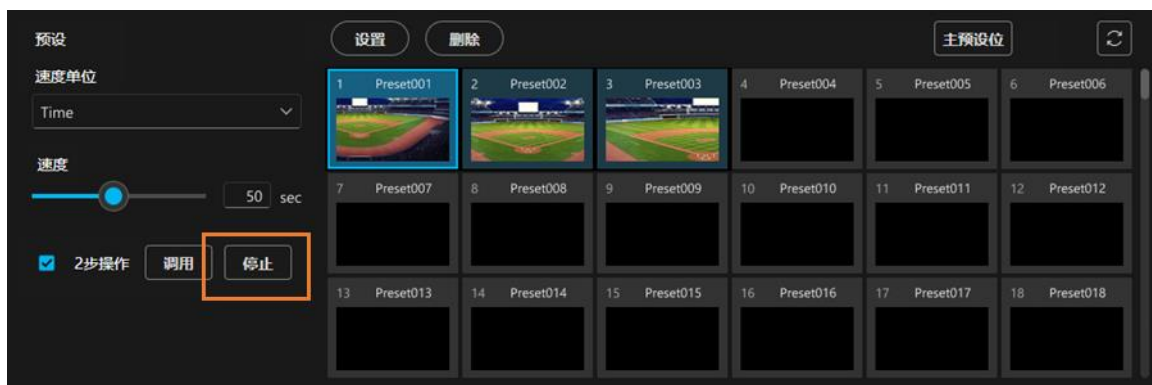 预设
设置
删除
主预设位
速度单位
Time
速度
50 sec
2步操作
调用
停止
1 Preset001
2 Preset002
3 Preset003
4 Preset004
5 Preset005
6 Preset006
7 Preset007
8 Preset008
9 Preset009
10 Preset010
11 Preset011
12 Preset012
13 Preset013
14 Preset014
15 Preset015
16 Preset016
17 Preset017
18 Preset018